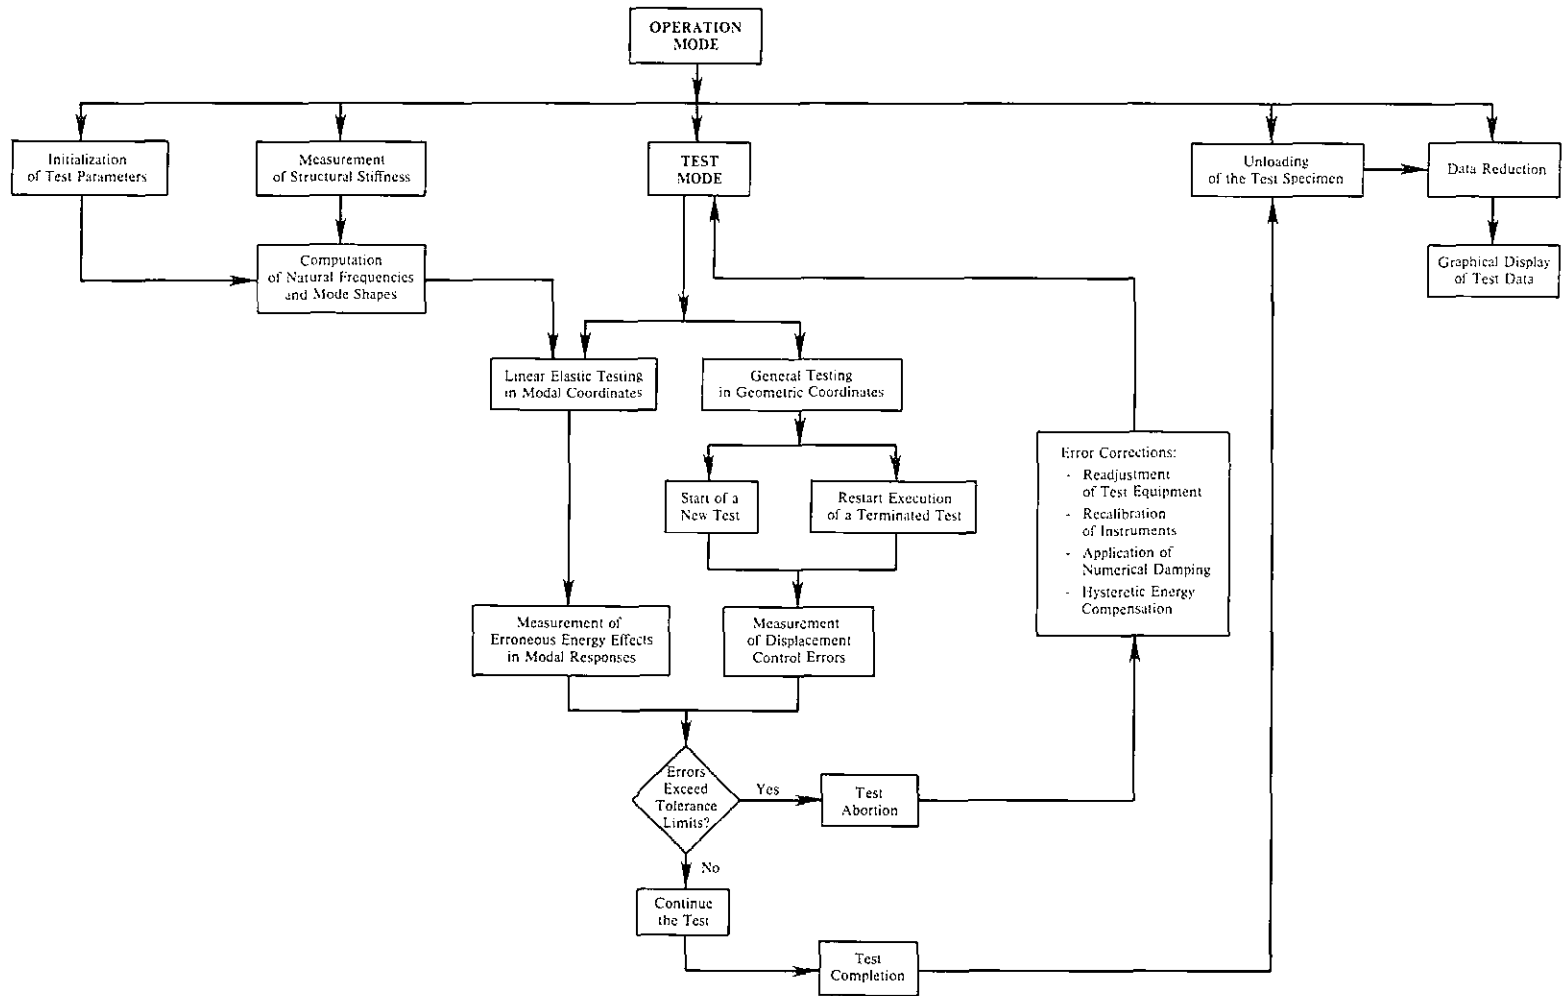 OPERATION
MODE
Initialization
of Test Parameters
Measurement
of Structural Stiffness
TEST
MODE
Unloading
of the Test Specimen
Data Reduction
Computation
of Natural Frequencies
and Mode Shapes
Graphical Display
of Test Data
Linear Elastic Testing
in Modal Coordinates
General Testing
in Geometric Coordinates
Start of a
New Test
Restart Execution
of a Terminated Test
Error Corrections:
- Readjustment
of Test Equipment
- Recalibration
of Instruments
- Application of
Numerical Damping
- Hysteretic Energy
Compensation
Measurement of
Erroneous Energy Effects
in Modal Responses
Measurement
of Displacement
Control Errors
Errors
Exceed
Tolerance
Limits?
Yes
Test
Abortion
No
Continue
the Test
Test
Completion